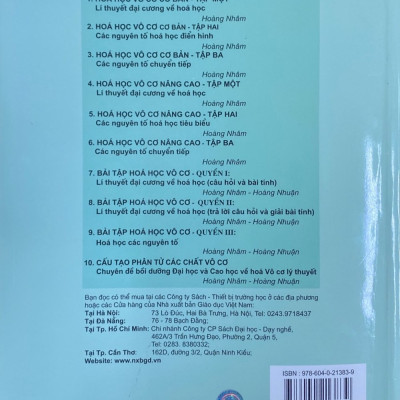 1. HOÁ HỌC VÔ CƠ CƠ BẢN - TẬP MỘT
Lí thuyết đại cương về hoá học
Hoàng Nhâm
2. HOÁ HỌC VÔ CƠ CƠ BẢN - TẬP HAI
Các nguyên tố hoá học điển hình
Hoàng Nhâm
3. HOÁ HỌC VÔ CƠ CƠ BẢN - TẬP BA
Các nguyên tố chuyển tiếp
Hoàng Nhâm
4. HOÁ HỌC VÔ CƠ NÂNG CAO - TẬP MỘT
Lí thuyết đại cương về hoá học
Hoàng Nhâm
5. HOÁ HỌC VÔ CƠ NÂNG CAO - TẬP HAI
Các nguyên tố hoá học tiêu biểu
Hoàng Nhâm
6. HOÁ HỌC VÔ CƠ NÂNG CAO - TẬP BA
Các nguyên tố chuyển tiếp
Hoàng Nhâm
7. BÀI TẬP HOÁ HỌC VÔ CƠ - QUYỂN I:
Lí thuyết đại cương về hoá học (câu hỏi và bài tính)
Hoàng Nhâm - Hoàng Nhuận
8. BÀI TẬP HOÁ HỌC VÔ CƠ - QUYỂN II:
Lí thuyết đại cương về hoá học (trả lời câu hỏi và giải bài tính)
Hoàng Nhâm - Hoàng Nhuận
9. BÀI TẬP HOÁ HỌC VÔ CƠ - QUYỂN III:
Hoá học các nguyên tố
Hoàng Nhâm - Hoàng Nhuận
10. CẤU TẠO PHÂN TỬ CÁC CHẤT VÔ CƠ
Chuyên đề bồi dưỡng Đại học và Cao học về hoá Vô cơ lý thuyết
Hoàng Nhâm - Hoàng Nhuận
Bạn đọc có thể mua tại các Công ty Sách - Thiết bị trường học ở các địa phương
hoặc các Cửa hàng của Nhà xuất bản Giáo dục Việt Nam:
Tại Hà Nội: 73 Lò Đúc, Hai Bà Trưng, Hà Nội, Tel: 0243.9718437
Tại Đà Nẵng: 76 - 78 Bạch Đằng;
Tại Tp. Hồ Chí Minh: Chi nhánh Công ty CP Sách Đại học - Dạy nghề,
462A/3 Trần Hưng Đạo, Phường 2, Quận 5,
Tel: 0283. 8380332;
Tại Tp. Cần Thơ: 162D, đường 3/2, Quận Ninh Kiều;
Website: www.nxbgd.vn
ISBN : 978-604-0-21383-9